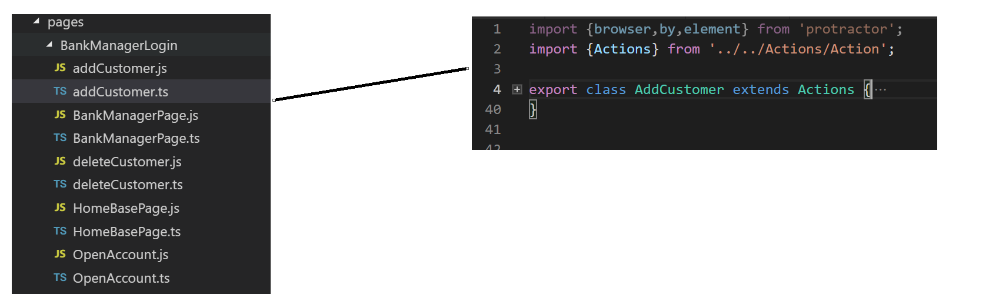 pages
BankManagerLogin
JS addCustomer.js
TS addCustomer.ts
JS BankManagerPage.js
TS BankManagerPage.ts
JS deleteCustomer.js
TS deleteCustomer.ts
JS HomeBasePage.js
TS HomeBasePage.ts
JS OpenAccount.js
TS OpenAccount.ts
1 import {browser,by,element} from 'protractor';
2 import {Actions} from '../../Actions/Action';
3
4 export class AddCustomer extends Actions {···
40 }
41
42